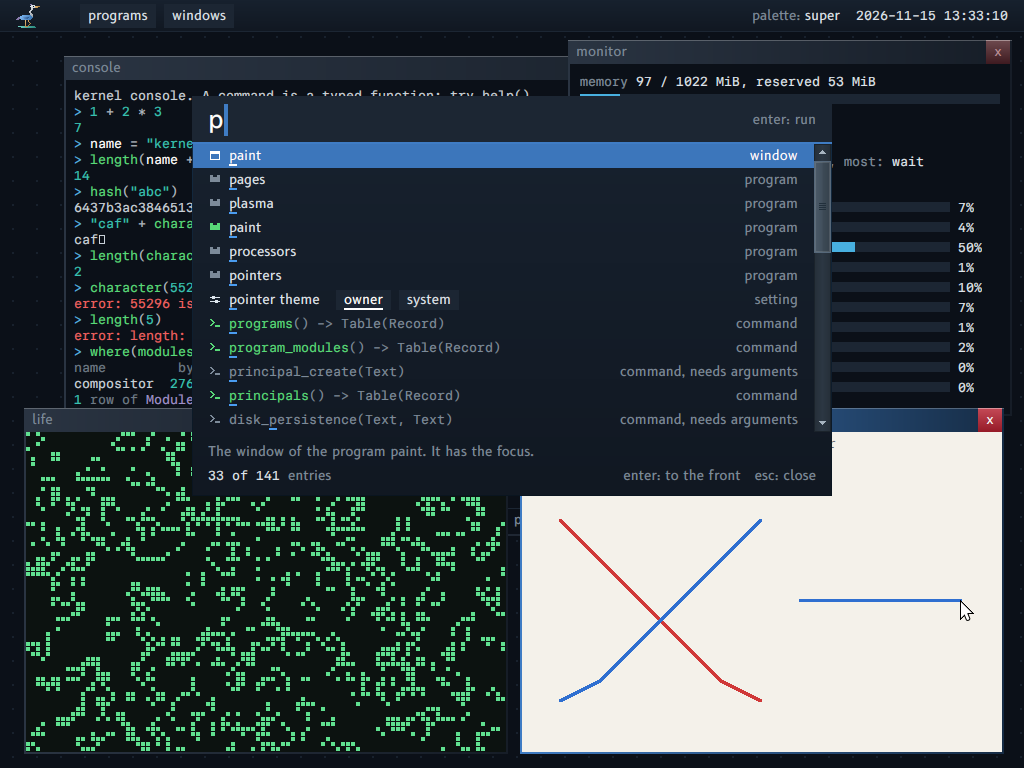 programs windows palette: super 2026-11-15 13:33:10
console
monitor x
memory 97 / 1022 MiB, reserved 53 MiB
kernel console. A command is a typed function: try help()
> 1 + 2 * 3
7
> name = "kerne
> length(name +
14
> hash("abc")
6437b3ac3846513
> "caf" + chara
caf
> length(charac
2
> character(552
error: 55296 is
> length(5)
error: length:
> where(modules
name by
compositor 276
1 row of Module
, most: wait
7%
4%
50%
1%
10%
7%
1%
2%
0%
0%
p enter: run
paint window
pages program
plasma program
paint program
processors program
pointers program
pointer theme owner system setting
programs() -> Table(Record) command
program_modules() -> Table(Record) command
principal_create(Text) command, needs arguments
principals() -> Table(Record) command
disk_persistence(Text, Text) command, needs arguments
The window of the program paint. It has the focus.
33 of 141 entries enter: to the front esc: close
life
x